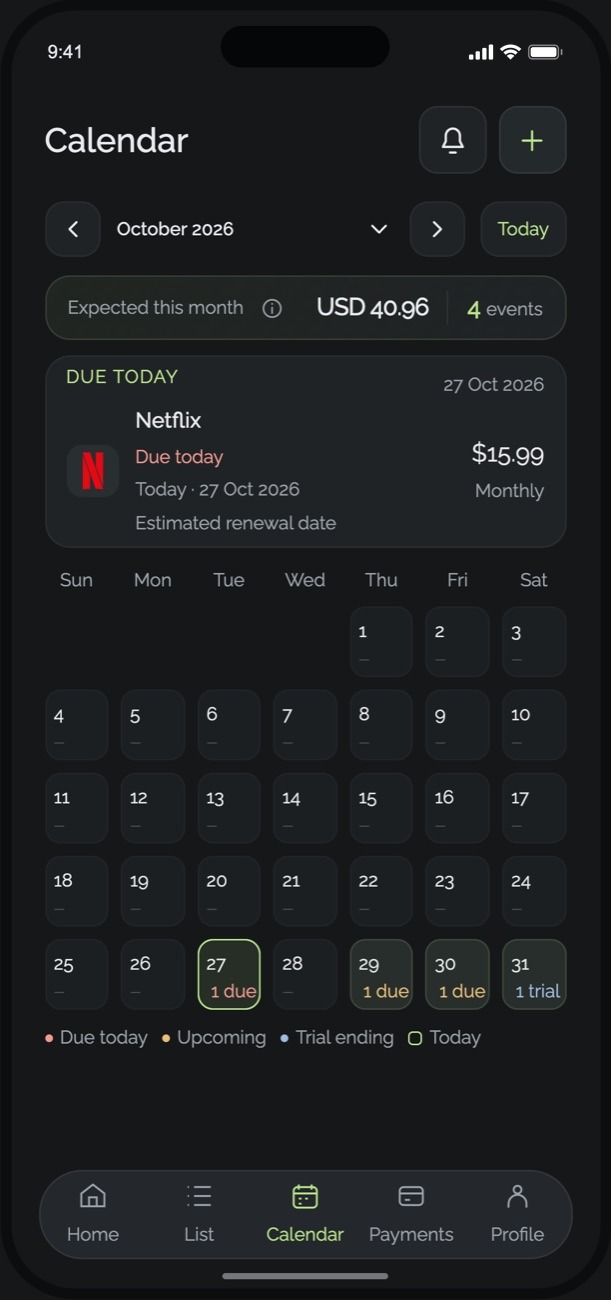 9:41
Calendar
October 2026
Today
Expected this month USD 40.96 4 events
DUE TODAY 27 Oct 2026
Netflix
Due today $15.99
Today · 27 Oct 2026 Monthly
Estimated renewal date
Sun Mon Tue Wed Thu Fri Sat
1 2 3
– – –
4 5 6 7 8 9 10
– – – – – – –
11 12 13 14 15 16 17
– – – – – – –
18 19 20 21 22 23 24
– – – – – – –
25 26 27 28 29 30 31
– – 1 due – 1 due 1 due 1 trial
Due today Upcoming Trial ending Today
Home List Calendar Payments Profile